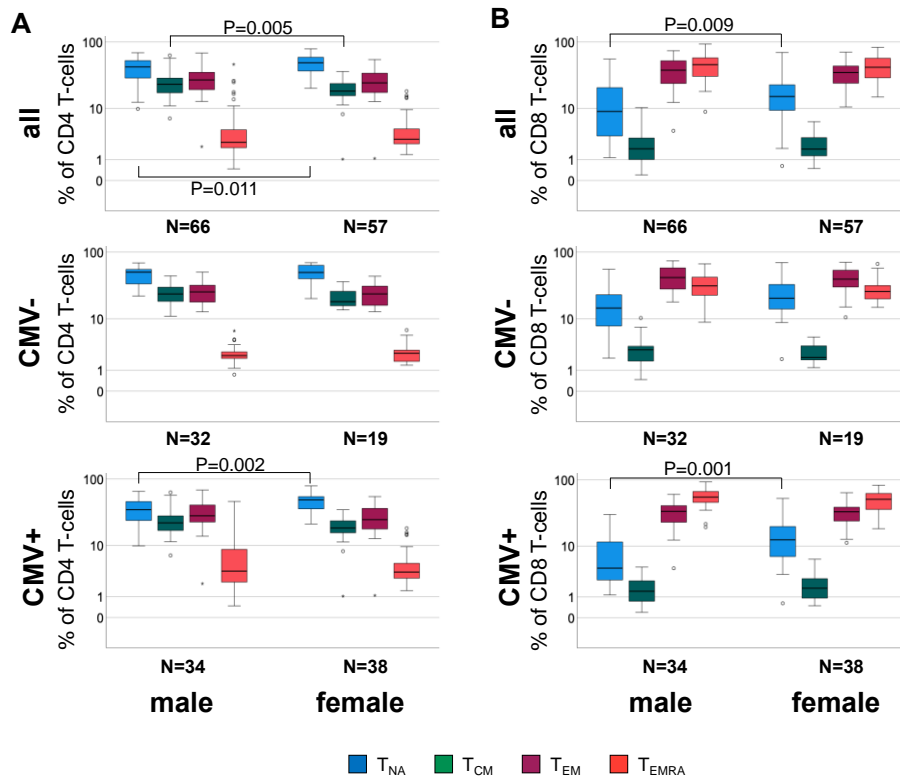 A
B
P=0.005
P=0.009
all
% of CD4 T-cells
100
10
1
0
P=0.011
N=66
N=57
all
% of CD8 T-cells
100
10
1
0
N=66
N=57
CMV-
% of CD4 T-cells
100
10
1
0
N=32
N=19
CMV-
% of CD8 T-cells
100
10
1
0
N=32
N=19
CMV+
% of CD4 T-cells
100
10
1
0
P=0.002
N=34
N=38
CMV+
% of CD8 T-cells
100
10
1
0
P=0.001
N=34
N=38
male
female
male
female
TNA
TCM
TEM
TEMRA